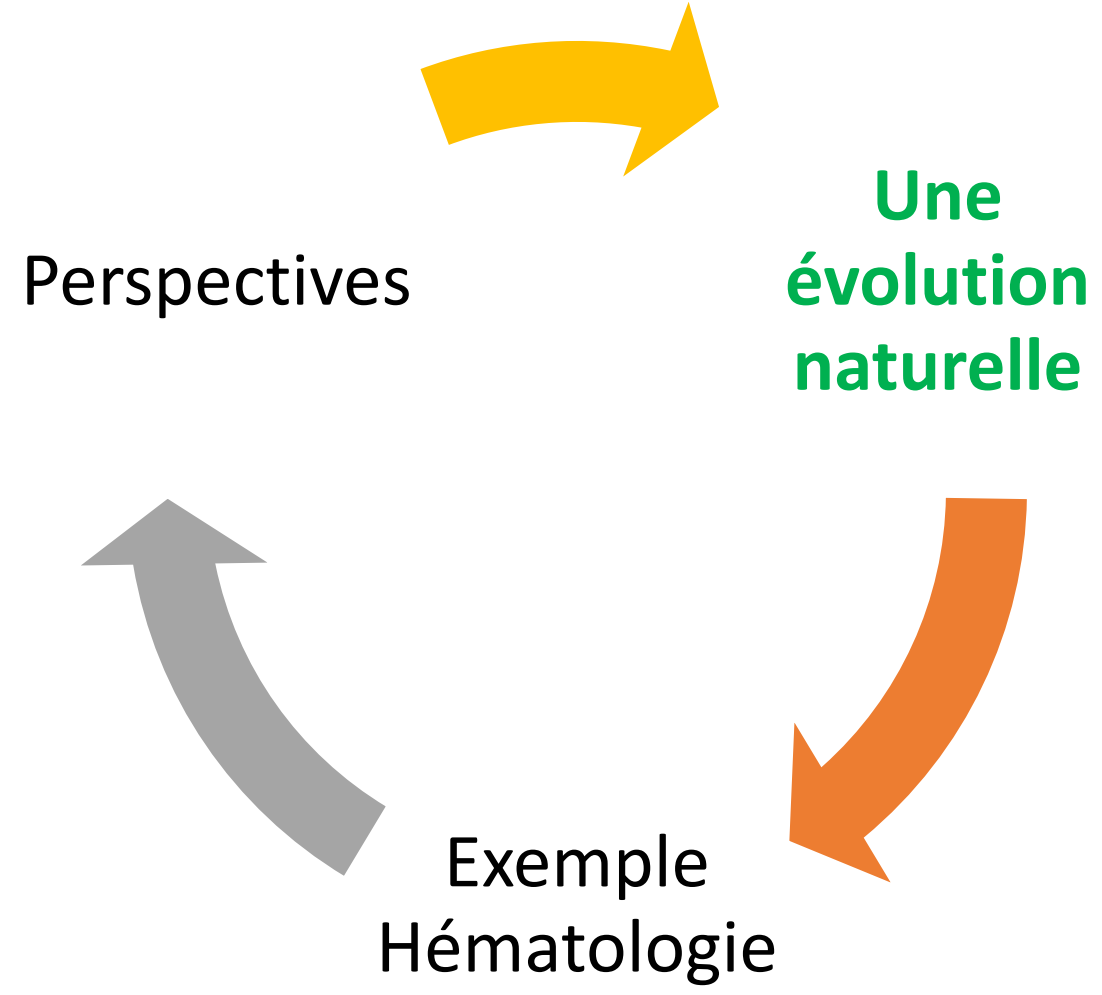 Une
évolution
naturelle
Perspectives
Exemple
Hématologie